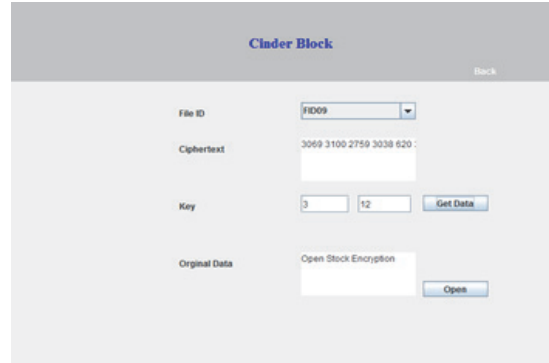 Cinder Block
Back
File ID FID09
Ciphertext 3069 3100 2759 3038 620
Key 3 12 Get Data
Orginal Data Open Stock Encryption
Open